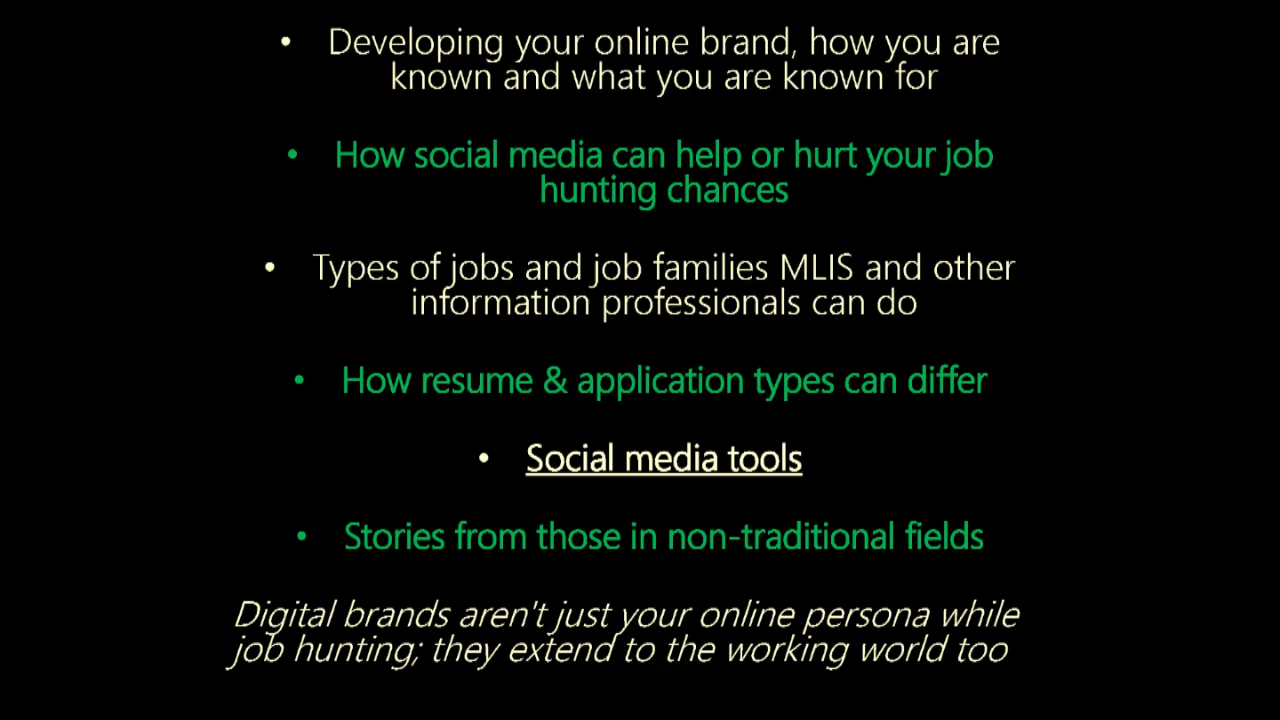 • Developing your online brand, how you are
known and what you are known for
• How social media can help or hurt your job
hunting chances
• Types of jobs and job families MLIS and other
information professionals can do
• How resume & application types can differ
• Social media tools
• Stories from those in non-traditional fields
Digital brands aren't just your online persona while
job hunting; they extend to the working world too